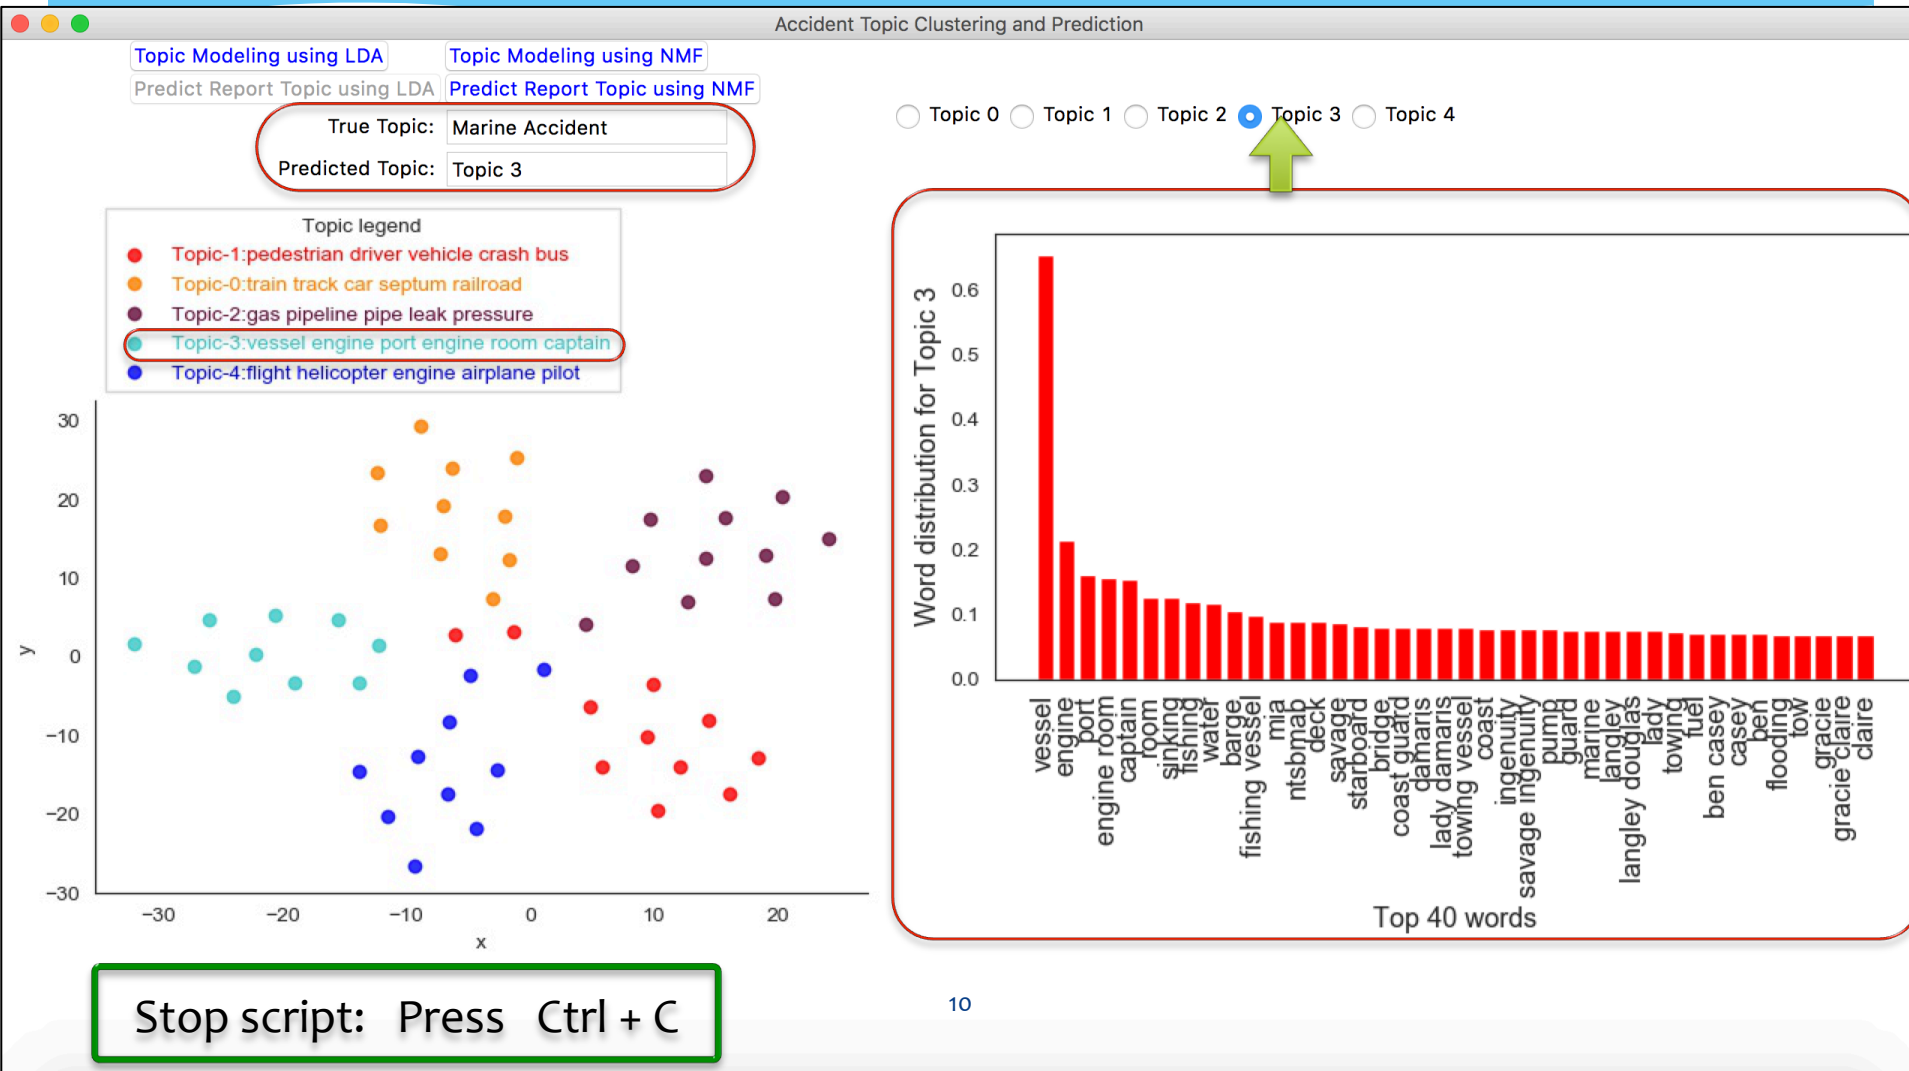 Accident Topic Clustering and Prediction
Topic Modeling using LDA
Topic Modeling using NMF
Predict Report Topic using LDA
Predict Report Topic using NMF
True Topic: Marine Accident
Predicted Topic: Topic 3
Topic 0 Topic 1 Topic 2 Topic 3 Topic 4
Topic legend
Topic-1:pedestrian driver vehicle crash bus
Topic-0:train track car septum railroad
Topic-2:gas pipeline pipe leak pressure
Topic-3:vessel engine port engine room captain
Topic-4:flight helicopter engine airplane pilot
30
20
10
0
−10
−20
−30
y
−30 −20 −10 0 10 20
x
Word distribution for Topic 3
0.6
0.5
0.4
0.3
0.2
0.1
0.0
vessel
engine
port
engine room
captain
room
sinking
fishing
water
barge
fishing vessel
mia
ntsbmab
deck
savage
starboard
bridge
coast guard
damaris
lady damaris
towing vessel
coast
ingenuity
savage ingenuity
pump
guard
marine
langley
langley douglas
lady
towing
fuel
ben casey
casey
ben
flooding
tow
gracie
gracie claire
claire
Top 40 words
Stop script: Press Ctrl + C
10